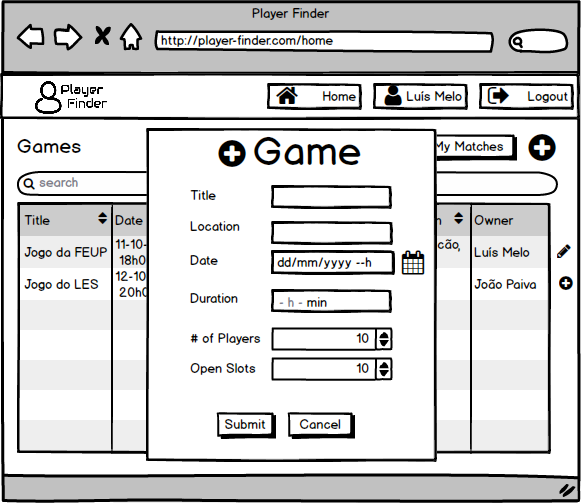 Player Finder
http://player-finder.com/home
Player
Finder
Home
Luís Melo
Logout
Games
My Matches
search
Title
Date
Owner
Jogo da FEUP
11-10-
18h0
Luís Melo
Jogo do LES
12-10-
20h0
João Paiva
Game
Title
Location
Date
dd/mm/yyyy --h
Duration
- h - min
# of Players
10
Open Slots
10
Submit
Cancel